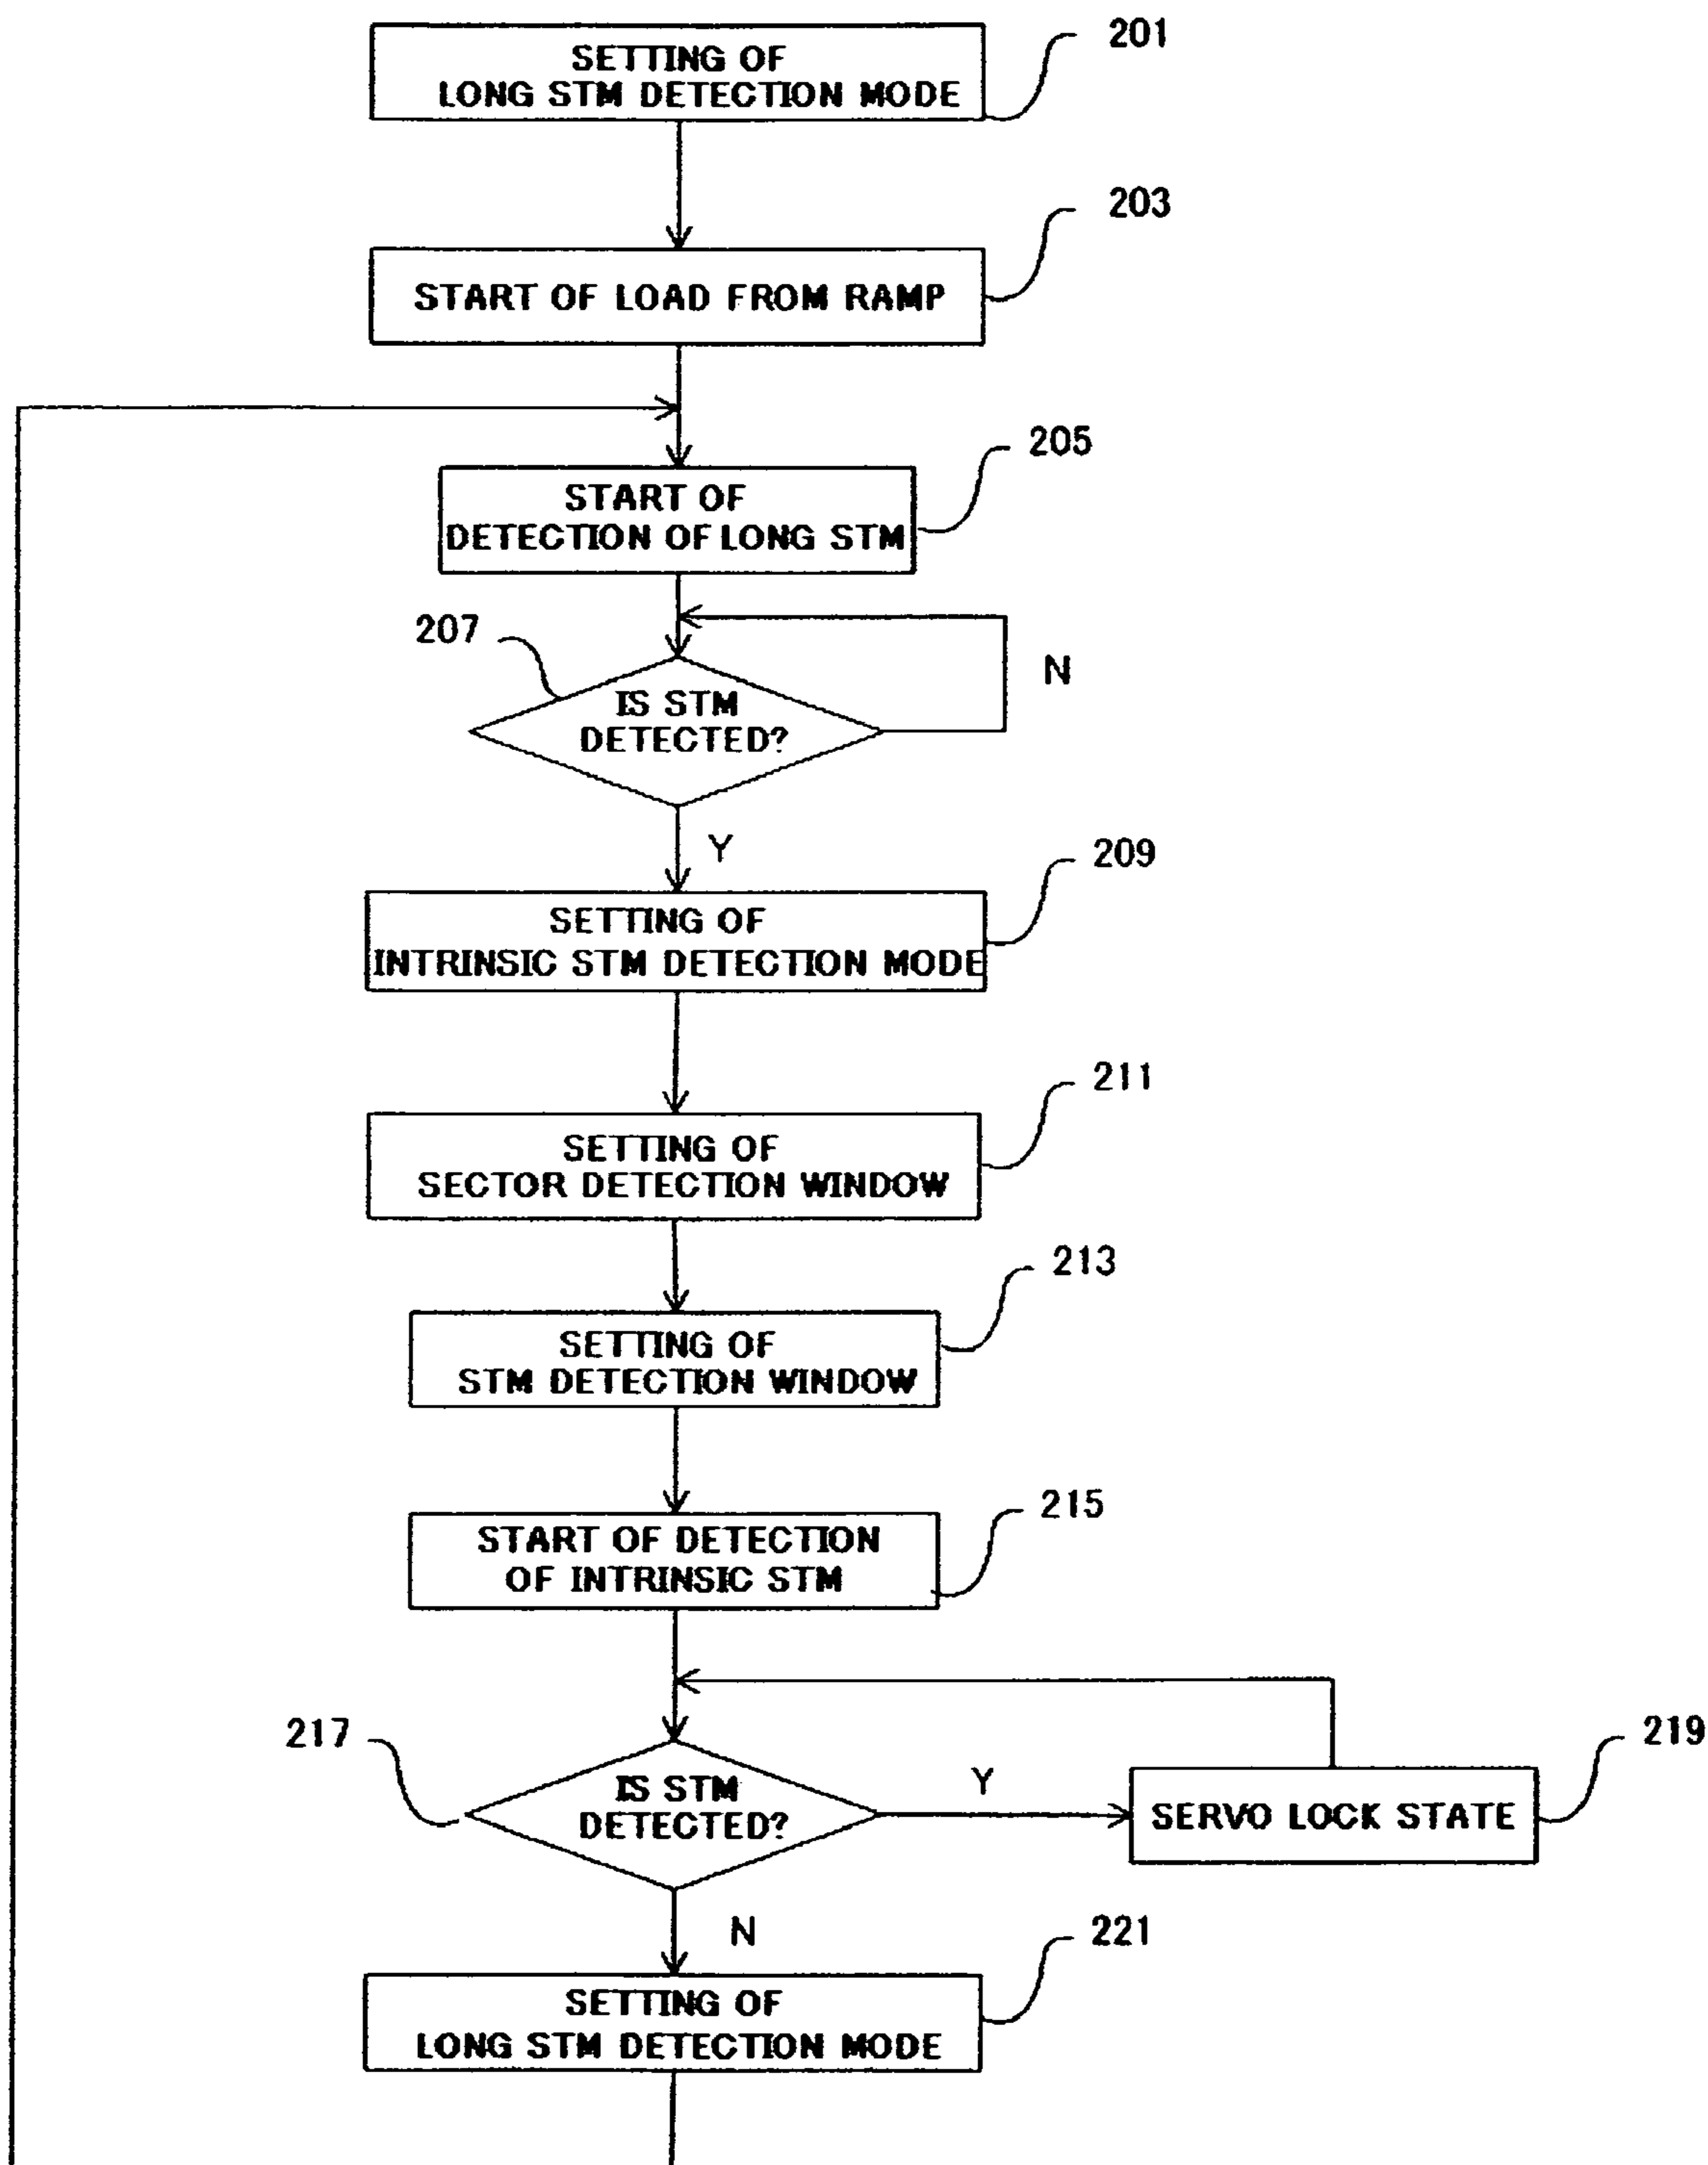 201
SETTING OF
LONG STM DETECTION MODE
203
START OF LOAD FROM RAMP
205
START OF
DETECTION OF LONG STM
207
N
IS STM
DETECTED?
Y
209
SETTING OF
INTRINSIC STM DETECTION MODE
211
SETTING OF
SECTOR DETECTION WINDOW
213
SETTING OF
STM DETECTION WINDOW
215
START OF DETECTION
OF INTRINSIC STM
217
IS STM
DETECTED?
Y
219
SERVO LOCK STATE
N
221
SETTING OF
LONG STM DETECTION MODE